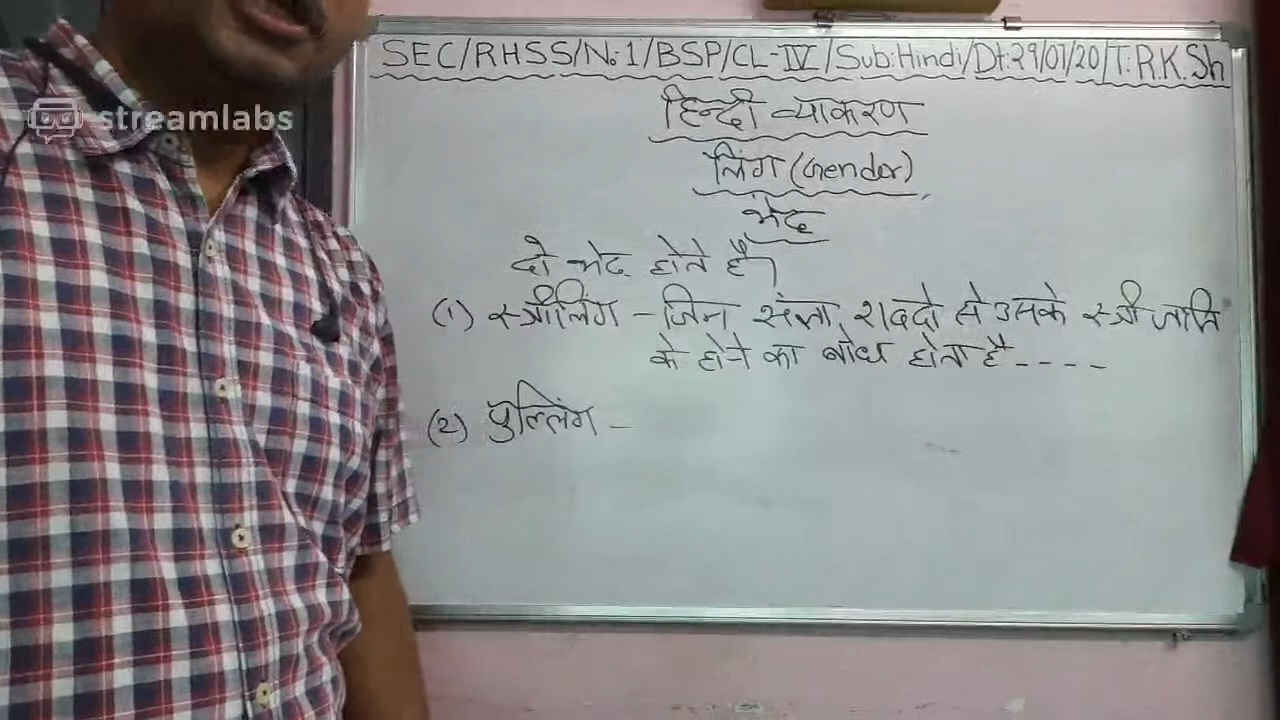 SEC/RHSS/No:1/BSP/CL-IV/Sub:Hindi/Dt:29/07/20/T:R.K.Sh
streamlabs
हिन्दी व्याकरण
लिंग (Gender)
भेद
दो भेद होते है।
(1) स्त्रीलिंग - जिन संज्ञा शब्दो से उसके स्त्री जाति
के होने का बोध होता है----
(2) पुल्लिंग -